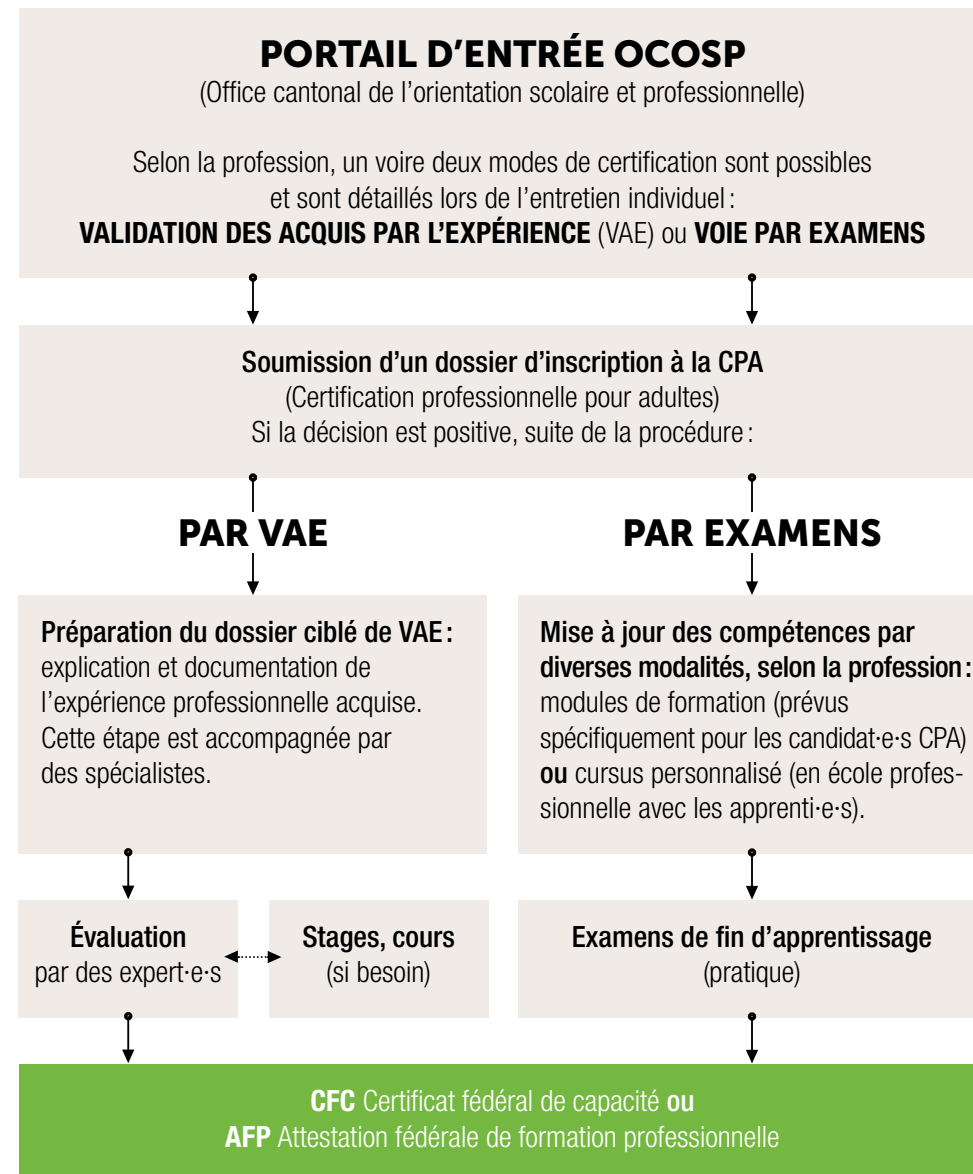 PORTAIL D'ENTRÉE OCOSP
(Office cantonal de l'orientation scolaire et professionnelle)
Selon la profession, un voire deux modes de certification sont possibles
et sont détaillés lors de l'entretien individuel :
VALIDATION DES ACQUIS PAR L'EXPÉRIENCE (VAE) ou VOIE PAR EXAMENS
Soumission d'un dossier d'inscription à la CPA
(Certification professionnelle pour adultes)
Si la décision est positive, suite de la procédure :
PAR VAE
Préparation du dossier ciblé de VAE :
explication et documentation de
l'expérience professionnelle acquise.
Cette étape est accompagnée par
des spécialistes.
Évaluation
par des expert·e·s
Stages, cours
(si besoin)
PAR EXAMENS
Mise à jour des compétences par
diverses modalités, selon la profession :
modules de formation (prévus
spécifiquement pour les candidat·e·s CPA)
ou cursus personnalisé (en école profes-
sionnelle avec les apprenti·e·s).
Examens de fin d'apprentissage
(pratique)
CFC Certificat fédéral de capacité ou
AFP Attestation fédérale de formation professionnelle